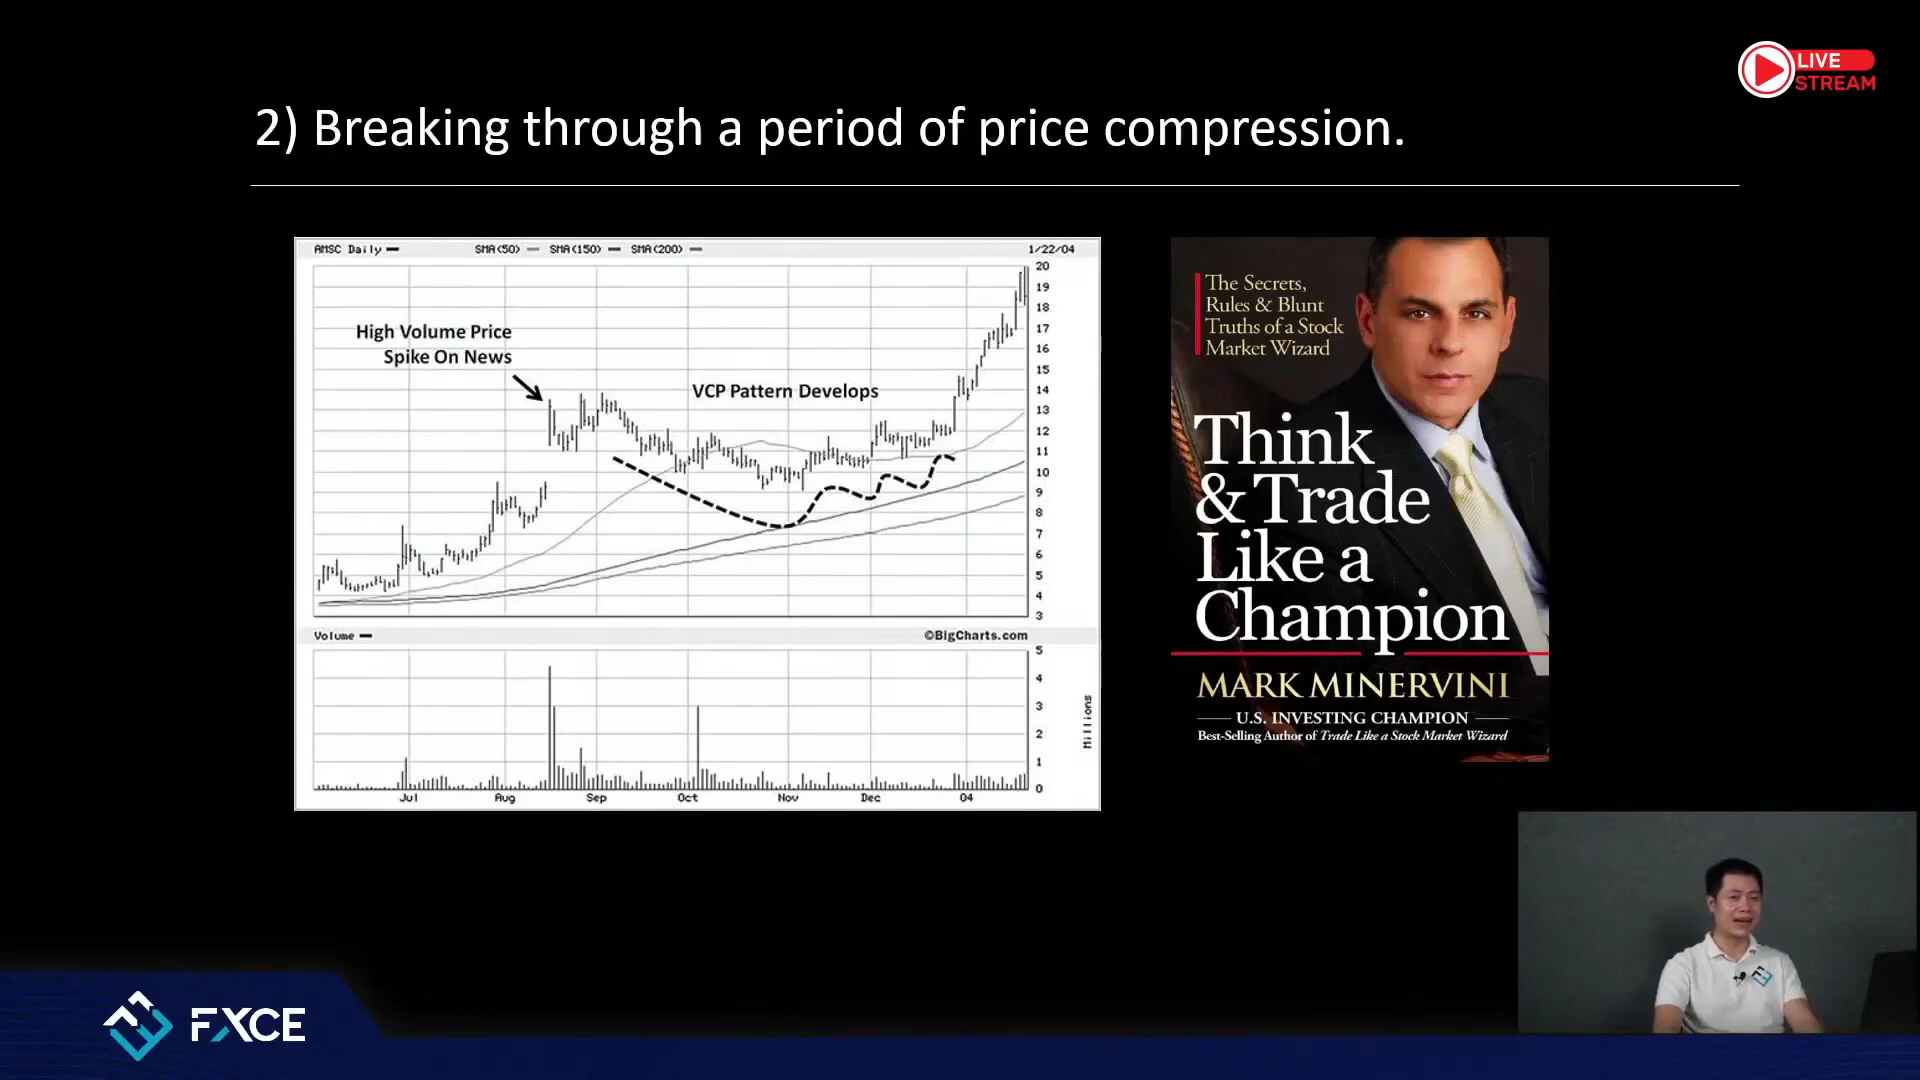 LIVE
STREAM
2) Breaking through a period of price compression.
AMSC Daily
SMA(50)
SMA(150)
SMA(200)
1/22/04
20
19
18
17
16
15
14
13
12
11
10
9
8
7
6
5
4
3
High Volume Price
Spike On News
VCP Pattern Develops
Volume
©BigCharts.com
5
4
3
2
1
0
Millions
Jul
Aug
Sep
Oct
Nov
Dec
04
The Secrets,
Rules & Blunt
Truths of a Stock
Market Wizard
Think
& Trade
Like a
Champion
MARK MINERVINI
U.S. INVESTING CHAMPION
Best-Selling Author of Trade Like a Stock Market Wizard
FXCE